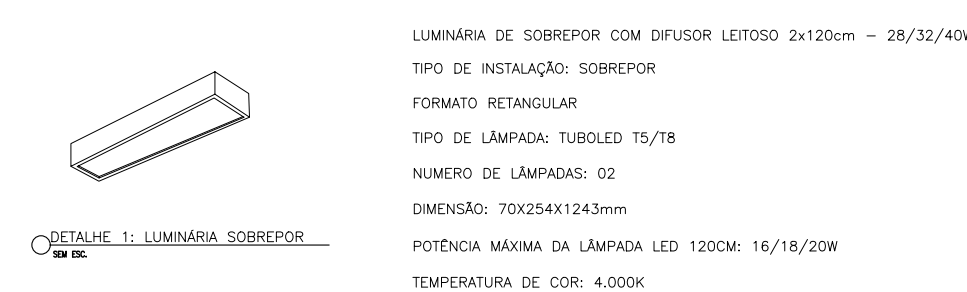 LUMINÁRIA DE SOBREPOR COM DIFUSOR LEITOSO 2x120cm – 28/32/40W
TIPO DE INSTALAÇÃO: SOBREPOR
FORMATO RETANGULAR
TIPO DE LÂMPADA: TUBOLED T5/T8
NUMERO DE LÂMPADAS: 02
DIMENSÃO: 70X254X1243mm
POTÊNCIA MÁXIMA DA LÂMPADA LED 120CM: 16/18/20W
TEMPERATURA DE COR: 4.000K
DETALHE 1: LUMINÁRIA SOBREPOR
SEM ESC.